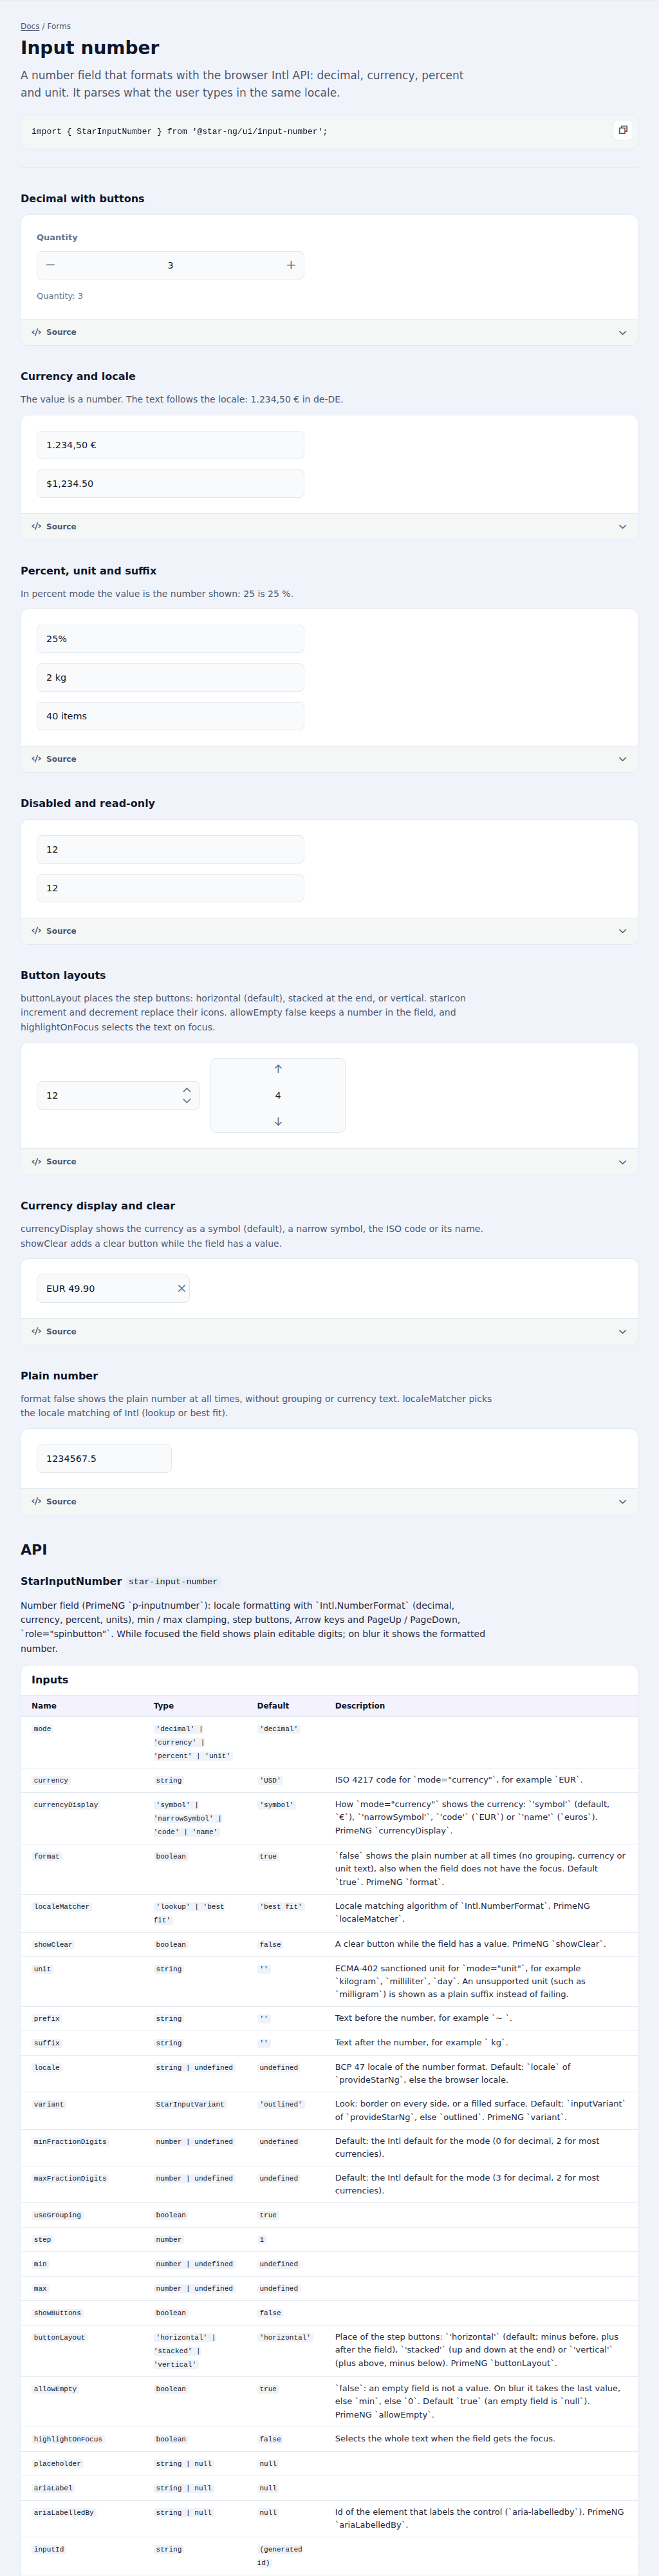 Docs / Forms
Input number
A number field that formats with the browser Intl API: decimal, currency, percent
and unit. It parses what the user types in the same locale.
import { StarInputNumber } from '@star-ng/ui/input-number';
Decimal with buttons
Quantity
3
Quantity: 3
Source
Currency and locale
The value is a number. The text follows the locale: 1.234,50 € in de-DE.
1.234,50 €
$1,234.50
Source
Percent, unit and suffix
In percent mode the value is the number shown: 25 is 25 %.
25%
2 kg
40 items
Source
Disabled and read-only
12
12
Source
Button layouts
buttonLayout places the step buttons: horizontal (default), stacked at the end, or vertical. starIcon
increment and decrement replace their icons. allowEmpty false keeps a number in the field, and
highlightOnFocus selects the text on focus.
12
4
Source
Currency display and clear
currencyDisplay shows the currency as a symbol (default), a narrow symbol, the ISO code or its name.
showClear adds a clear button while the field has a value.
EUR 49.90
Source
Plain number
format false shows the plain number at all times, without grouping or currency text. localeMatcher picks
the locale matching of Intl (lookup or best fit).
1234567.5
Source
API
StarInputNumber star-input-number
Number field (PrimeNG `p-inputnumber`): locale formatting with `Intl.NumberFormat` (decimal,
currency, percent, units), min / max clamping, step buttons, Arrow keys and PageUp / PageDown,
`role="spinbutton"`. While focused the field shows plain editable digits; on blur it shows the formatted
number.
Inputs
Name Type Default Description
mode 'decimal' | 'decimal'
'currency' |
'percent' | 'unit'
currency string 'USD' ISO 4217 code for `mode="currency"`, for example `EUR`.
currencyDisplay 'symbol' | 'symbol' How `mode="currency"` shows the currency: `'symbol'` (default,
'narrowSymbol' | `€`), `'narrowSymbol'`, `'code'` (`EUR`) or `'name'` (`euros`).
'code' | 'name' PrimeNG `currencyDisplay`.
format boolean true `false` shows the plain number at all times (no grouping, currency or
unit text), also when the field does not have the focus. Default
`true`. PrimeNG `format`.
localeMatcher 'lookup' | 'best 'best fit' Locale matching algorithm of `Intl.NumberFormat`. PrimeNG
fit' `localeMatcher`.
showClear boolean false A clear button while the field has a value. PrimeNG `showClear`.
unit string '' ECMA-402 sanctioned unit for `mode="unit"`, for example
`kilogram`, `milliliter`, `day`. An unsupported unit (such as
`milligram`) is shown as a plain suffix instead of failing.
prefix string '' Text before the number, for example `~ `.
suffix string '' Text after the number, for example ` kg`.
locale string | undefined undefined BCP 47 locale of the number format. Default: `locale` of
`provideStarNg`, else the browser locale.
variant StarInputVariant 'outlined' Look: border on every side, or a filled surface. Default: `inputVariant`
of `provideStarNg`, else `outlined`. PrimeNG `variant`.
minFractionDigits number | undefined undefined Default: the Intl default for the mode (0 for decimal, 2 for most
currencies).
maxFractionDigits number | undefined undefined Default: the Intl default for the mode (3 for decimal, 2 for most
currencies).
useGrouping boolean true
step number 1
min number | undefined undefined
max number | undefined undefined
showButtons boolean false
buttonLayout 'horizontal' | 'horizontal' Place of the step buttons: `'horizontal'` (default; minus before, plus
'stacked' | after the field), `'stacked'` (up and down at the end) or `'vertical'`
'vertical' (plus above, minus below). PrimeNG `buttonLayout`.
allowEmpty boolean true `false`: an empty field is not a value. On blur it takes the last value,
else `min`, else `0`. Default `true` (an empty field is `null`).
PrimeNG `allowEmpty`.
highlightOnFocus boolean false Selects the whole text when the field gets the focus.
placeholder string | null null
ariaLabel string | null null
ariaLabelledBy string | null null Id of the element that labels the control (`aria-labelledby`). PrimeNG
`ariaLabelledBy`.
inputId string (generated
id)